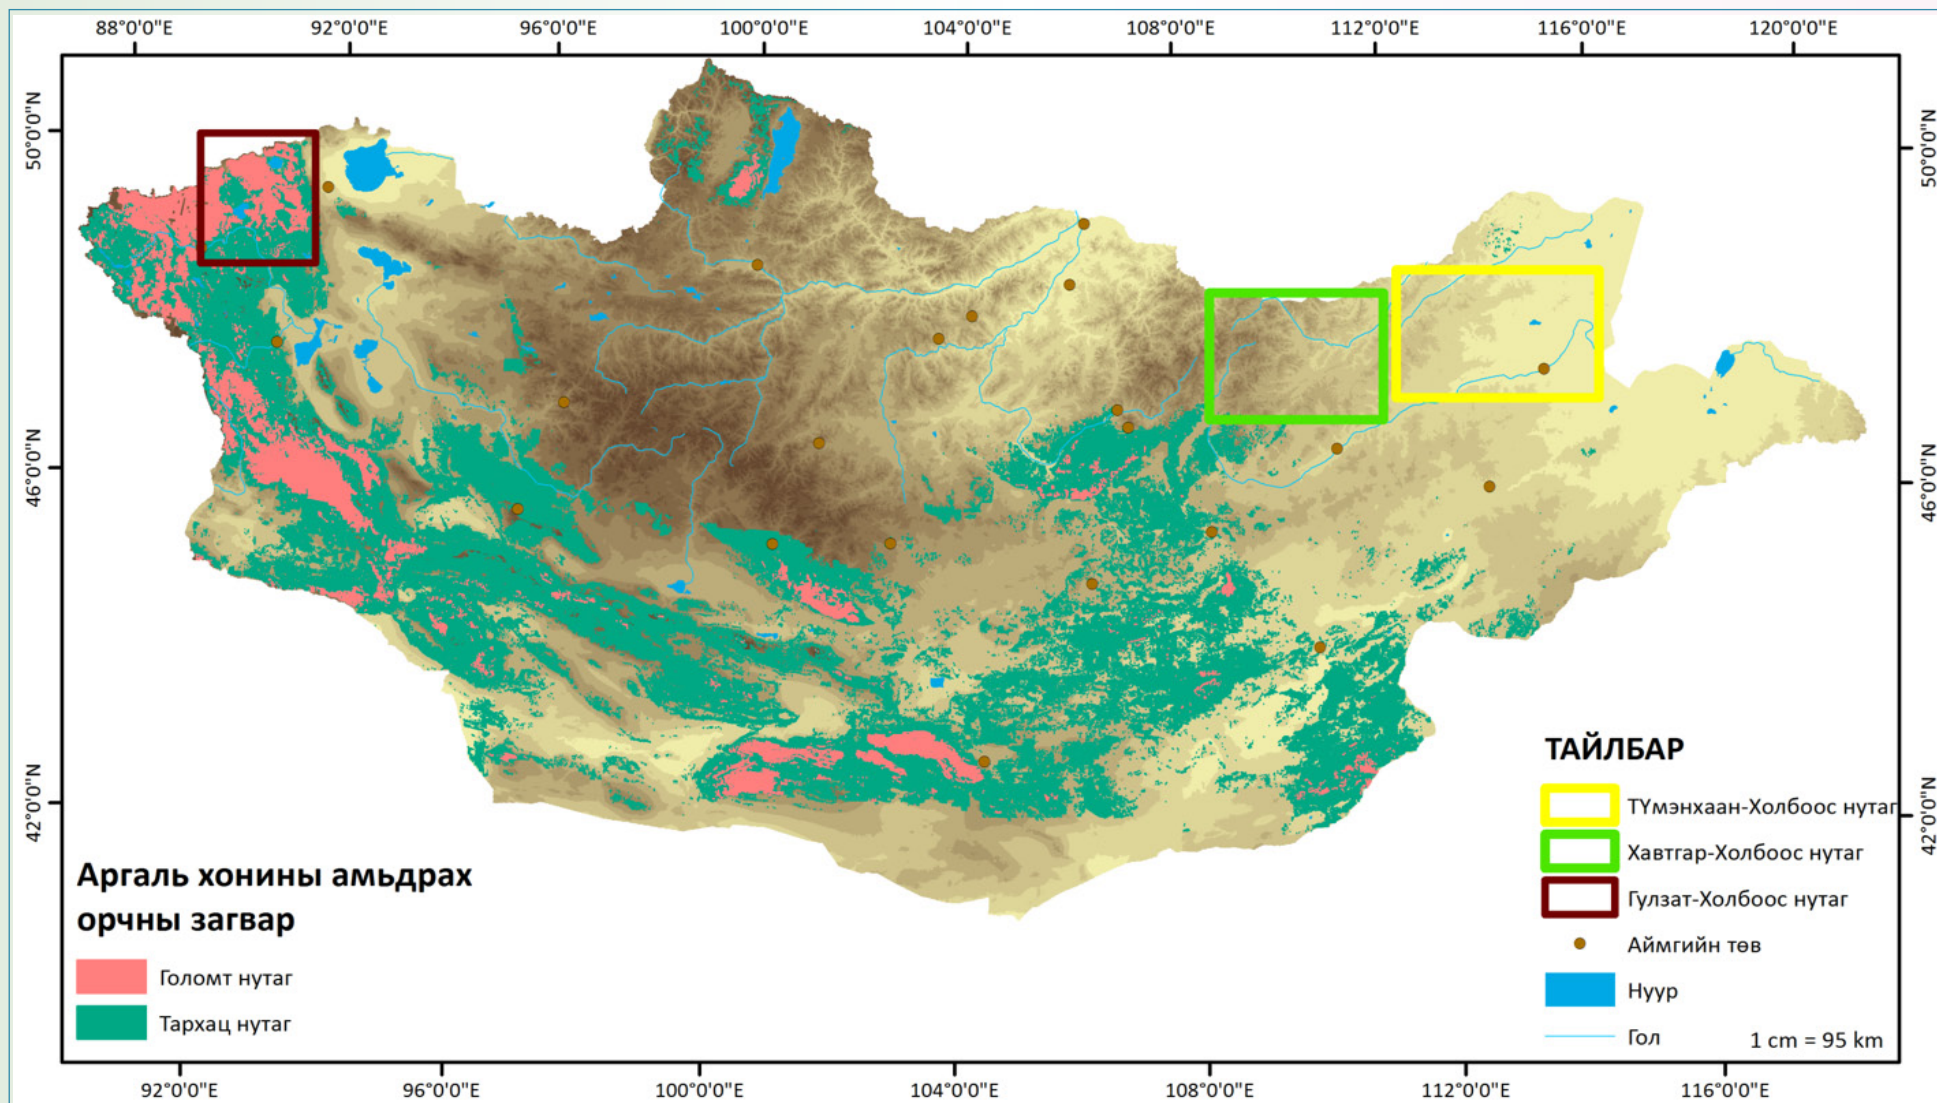 88°0'0"E 92°0'0"E 96°0'0"E 100°0'0"E 104°0'0"E 108°0'0"E 112°0'0"E 116°0'0"E 120°0'0"E
50°0'0"N
50°0'0"N
46°0'0"N
46°0'0"N
42°0'0"N
42°0'0"N
Аргаль хонины амьдрах
орчны загвар
Голомт нутаг
Тархац нутаг
ТАЙЛБАР
ТҮмэнхаан-Холбоос нутаг
Хавтгар-Холбоос нутаг
Гулзат-Холбоос нутаг
Аймгийн төв
Нуур
Гол
1 cm = 95 km
92°0'0"E 96°0'0"E 100°0'0"E 104°0'0"E 108°0'0"E 112°0'0"E 116°0'0"E